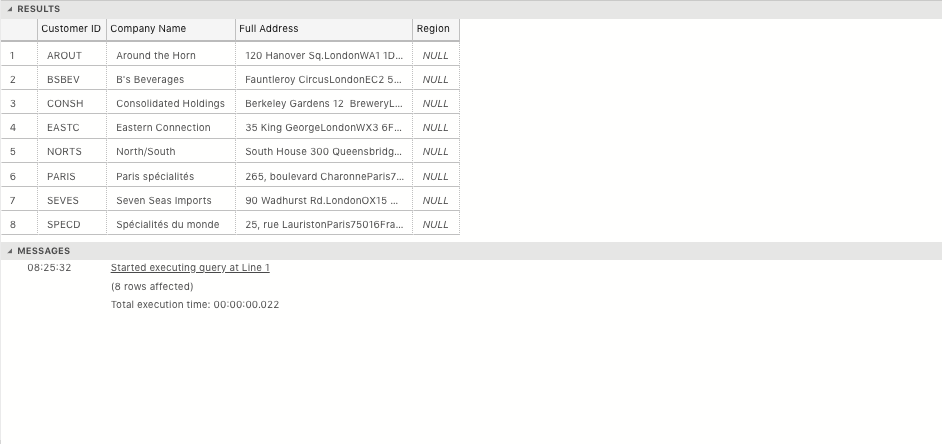 RESULTS
Customer ID Company Name Full Address Region
1 AROUT Around the Horn 120 Hanover Sq.LondonWA1 1D... NULL
2 BSBEV B's Beverages Fauntleroy CircusLondonEC2 5... NULL
3 CONSH Consolidated Holdings Berkeley Gardens 12  BreweryL... NULL
4 EASTC Eastern Connection 35 King GeorgeLondonWX3 6F... NULL
5 NORTS North/South South House 300 Queensbridg... NULL
6 PARIS Paris spécialités 265, boulevard CharonneParis7... NULL
7 SEVES Seven Seas Imports 90 Wadhurst Rd.LondonOX15 ... NULL
8 SPECD Spécialités du monde 25, rue LauristonParis75016Fra... NULL
MESSAGES
08:25:32 Started executing query at Line 1
(8 rows affected)
Total execution time: 00:00:00.022